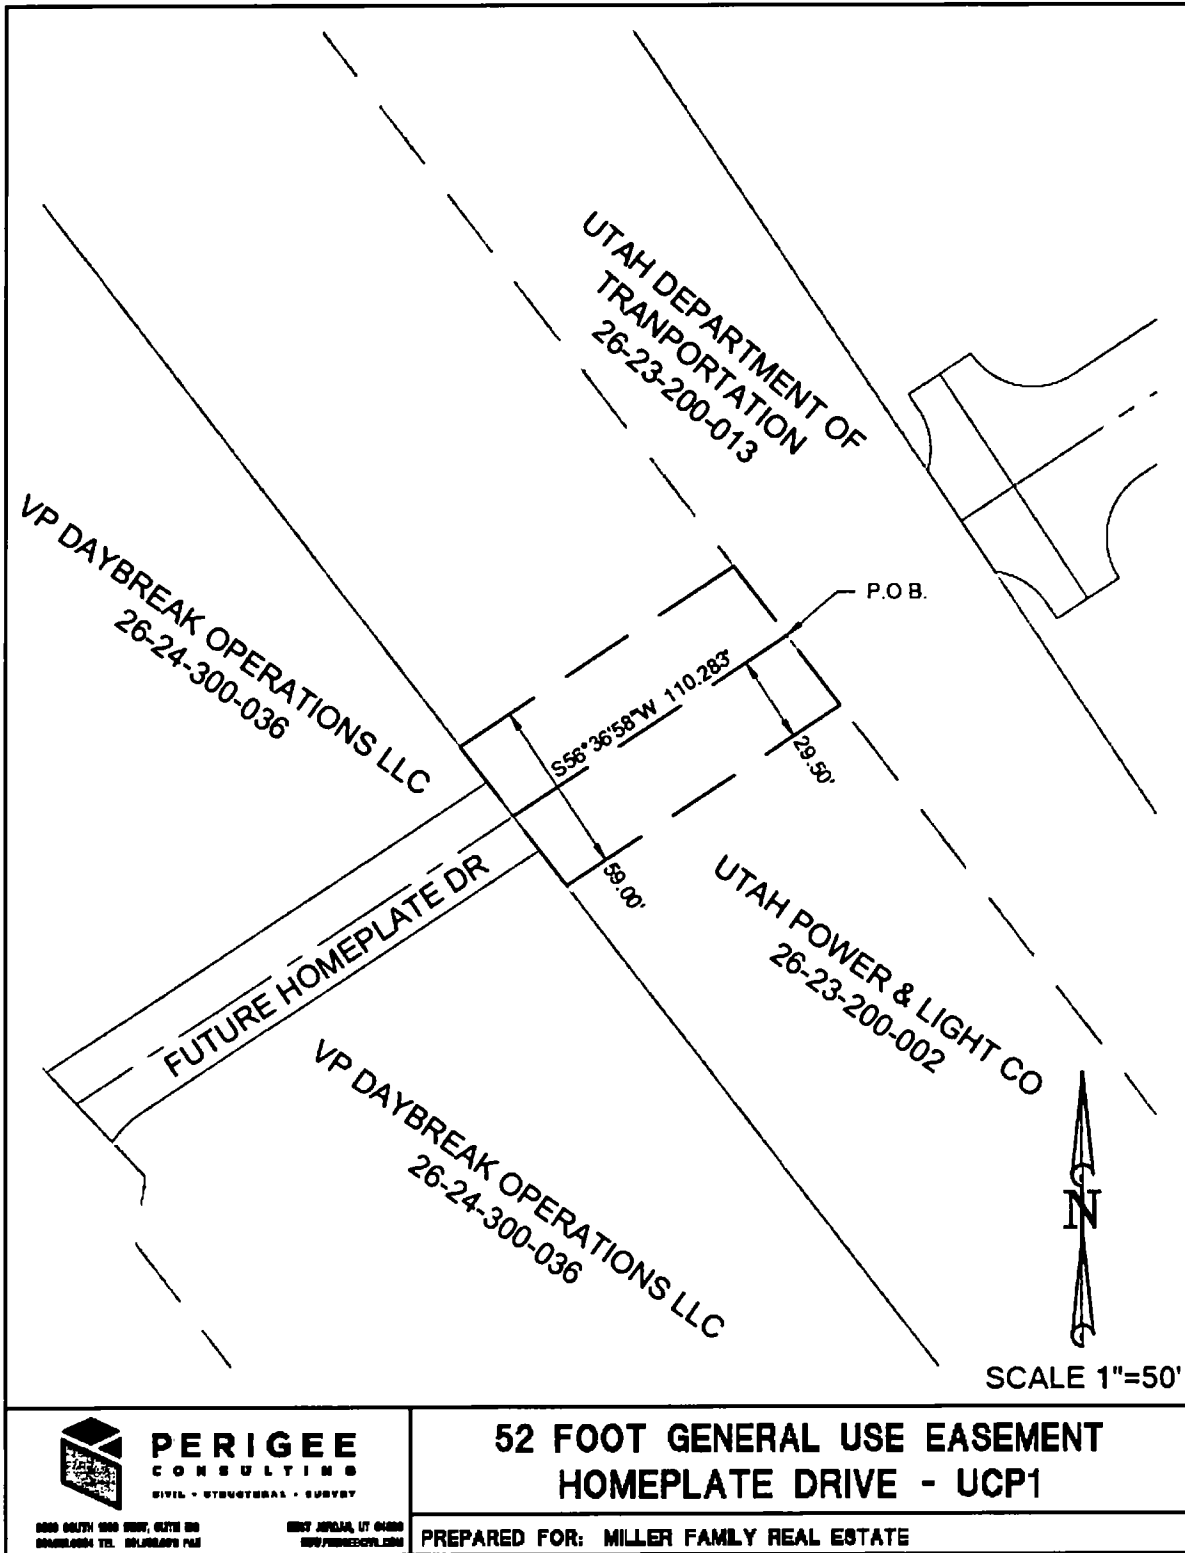 UTAH DEPARTMENT OF
TRANPORTATION
26-23-200-013
VP DAYBREAK OPERATIONS LLC
26-24-300-036
P.O B.
S56°36'58"W 110.283'
29.50'
59.00'
FUTURE HOMEPLATE DR
UTAH POWER & LIGHT CO
26-23-200-002
VP DAYBREAK OPERATIONS LLC
26-24-300-036
N
SCALE 1"=50'
PERIGEE
CONSULTING
CIVIL • STRUCTURAL • SURVEY
52 FOOT GENERAL USE EASEMENT
HOMEPLATE DRIVE - UCP1
PREPARED FOR: MILLER FAMILY REAL ESTATE